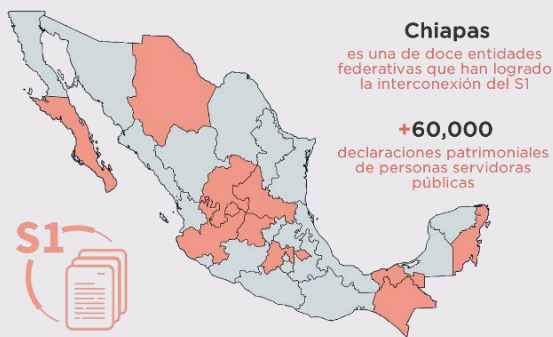 Chiapas
es una de doce entidades
federativas que han logrado
la interconexión del S1
+60,000
declaraciones patrimoniales
de personas servidoras
públicas
S1